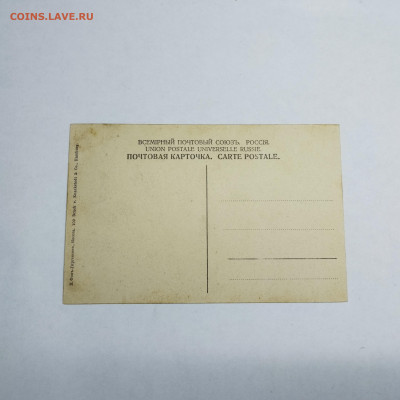 COINS.LAVE.RU
ВСЕМІРНЫЙ ПОЧТОВЫЙ СОЮЗЪ. РОССІЯ.
UNION POSTALE UNIVERSELLE RUSSIE.
ПОЧТОВАЯ КАРТОЧКА. CARTE POSTALE.